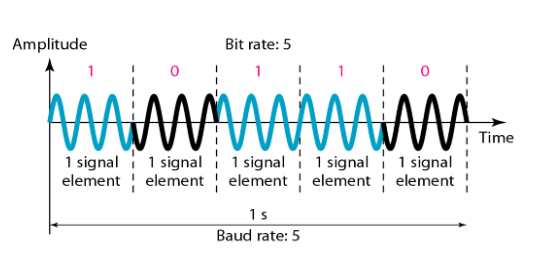 Amplitude
Bit rate: 5
1 0 1 1 0
Time
1 signal element
1 signal element
1 signal element
1 signal element
1 signal element
1 s
Baud rate: 5